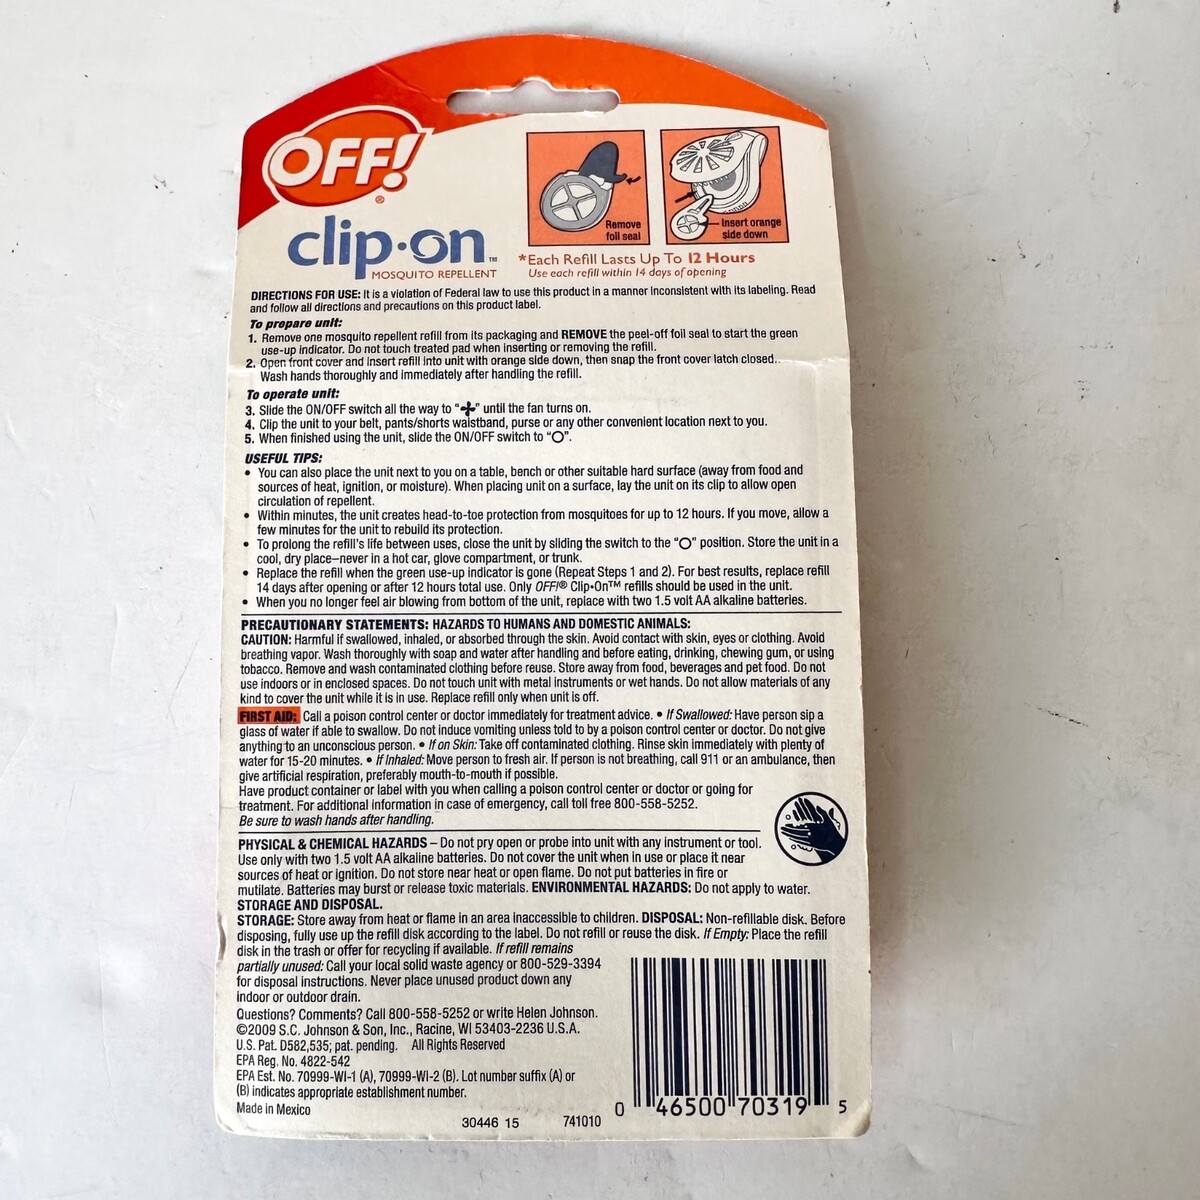 OFF!®
clip·on™
MOSQUITO REPELLENT
Remove
foil seal
Insert orange
side down
*Each Refill Lasts Up To 12 Hours
Use each refill within 14 days of opening
DIRECTIONS FOR USE: It is a violation of Federal law to use this product in a manner inconsistent with its labeling. Read
and follow all directions and precautions on this product label.
To prepare unit:
1. Remove one mosquito repellent refill from its packaging and REMOVE the peel-off foil seal to start the green
use-up indicator. Do not touch treated pad when inserting or removing the refill.
2. Open front cover and insert refill into unit with orange side down, then snap the front cover latch closed..
Wash hands thoroughly and immediately after handling the refill.
To operate unit:
3. Slide the ON/OFF switch all the way to "✣" until the fan turns on.
4. Clip the unit to your belt, pants/shorts waistband, purse or any other convenient location next to you.
5. When finished using the unit, slide the ON/OFF switch to "O".
USEFUL TIPS:
• You can also place the unit next to you on a table, bench or other suitable hard surface (away from food and
sources of heat, ignition, or moisture). When placing unit on a surface, lay the unit on its clip to allow open
circulation of repellent.
• Within minutes, the unit creates head-to-toe protection from mosquitoes for up to 12 hours. If you move, allow a
few minutes for the unit to rebuild its protection.
• To prolong the refill's life between uses, close the unit by sliding the switch to the "O" position. Store the unit in a
cool, dry place–never in a hot car, glove compartment, or trunk.
• Replace the refill when the green use-up indicator is gone (Repeat Steps 1 and 2). For best results, replace refill
14 days after opening or after 12 hours total use. Only OFF!® Clip•On™ refills should be used in the unit.
• When you no longer feel air blowing from bottom of the unit, replace with two 1.5 volt AA alkaline batteries.
PRECAUTIONARY STATEMENTS: HAZARDS TO HUMANS AND DOMESTIC ANIMALS:
CAUTION: Harmful if swallowed, inhaled, or absorbed through the skin. Avoid contact with skin, eyes or clothing. Avoid
breathing vapor. Wash thoroughly with soap and water after handling and before eating, drinking, chewing gum, or using
tobacco. Remove and wash contaminated clothing before reuse. Store away from food, beverages and pet food. Do not
use indoors or in enclosed spaces. Do not touch unit with metal instruments or wet hands. Do not allow materials of any
kind to cover the unit while it is in use. Replace refill only when unit is off.
FIRST AID: Call a poison control center or doctor immediately for treatment advice. • If Swallowed: Have person sip a
glass of water if able to swallow. Do not induce vomiting unless told to by a poison control center or doctor. Do not give
anything to an unconscious person. • If on Skin: Take off contaminated clothing. Rinse skin immediately with plenty of
water for 15-20 minutes. • If Inhaled: Move person to fresh air. If person is not breathing, call 911 or an ambulance, then
give artificial respiration, preferably mouth-to-mouth if possible.
Have product container or label with you when calling a poison control center or doctor or going for
treatment. For additional information in case of emergency, call toll free 800-558-5252.
Be sure to wash hands after handling.
PHYSICAL & CHEMICAL HAZARDS – Do not pry open or probe into unit with any instrument or tool.
Use only with two 1.5 volt AA alkaline batteries. Do not cover the unit when in use or place it near
sources of heat or ignition. Do not store near heat or open flame. Do not put batteries in fire or
mutilate. Batteries may burst or release toxic materials. ENVIRONMENTAL HAZARDS: Do not apply to water.
STORAGE AND DISPOSAL.
STORAGE: Store away from heat or flame in an area inaccessible to children. DISPOSAL: Non-refillable disk. Before
disposing, fully use up the refill disk according to the label. Do not refill or reuse the disk. If Empty: Place the refill
disk in the trash or offer for recycling if available. If refill remains
partially unused: Call your local solid waste agency or 800-529-3394
for disposal instructions. Never place unused product down any
indoor or outdoor drain.
Questions? Comments? Call 800-558-5252 or write Helen Johnson.
©2009 S.C. Johnson & Son, Inc., Racine, WI 53403-2236 U.S.A.
U.S. Pat. D582,535; pat. pending. All Rights Reserved
EPA Reg. No. 4822-542
EPA Est. No. 70999-WI-1 (A), 70999-WI-2 (B). Lot number suffix (A) or
(B) indicates appropriate establishment number.
Made in Mexico
30446 15 741010
0 46500 70319 5